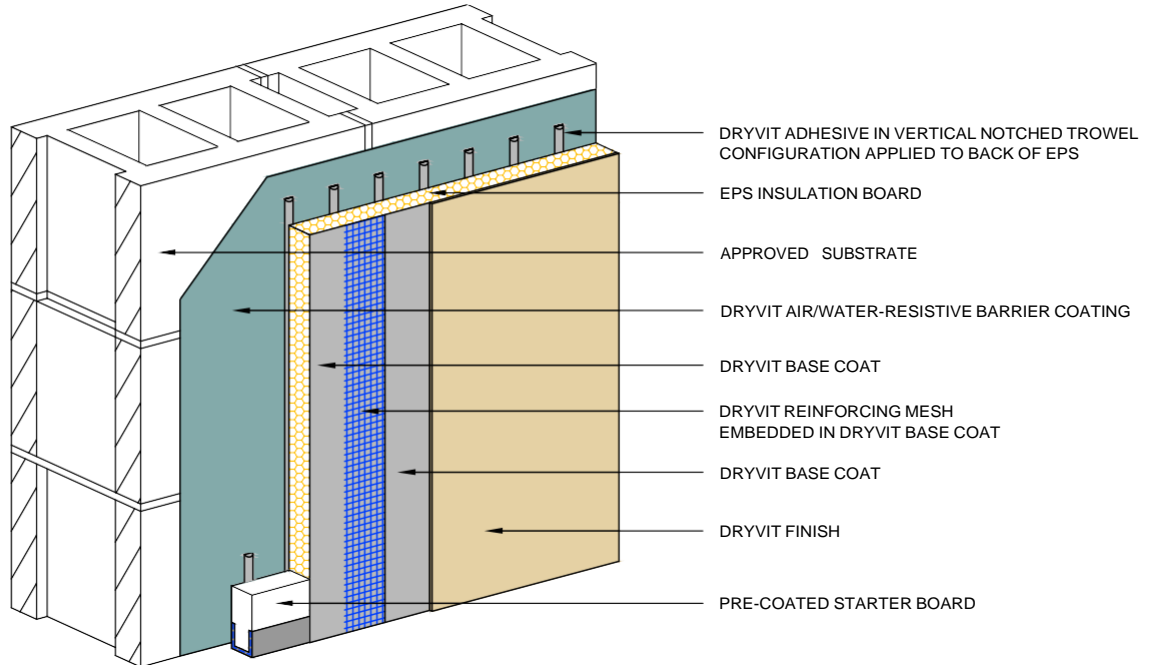 DRYVIT ADHESIVE IN VERTICAL NOTCHED TROWEL
CONFIGURATION APPLIED TO BACK OF EPS
EPS INSULATION BOARD
APPROVED SUBSTRATE
DRYVIT AIR/WATER-RESISTIVE BARRIER COATING
DRYVIT BASE COAT
DRYVIT REINFORCING MESH
EMBEDDED IN DRYVIT BASE COAT
DRYVIT BASE COAT
DRYVIT FINISH
PRE-COATED STARTER BOARD